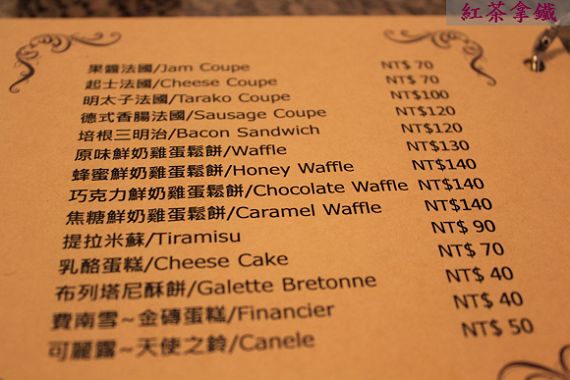 紅茶拿鐵
果醬法國/Jam Coupe NT$ 70
起士法國/Cheese Coupe NT$ 70
明太子法國/Tarako Coupe NT$100
德式香腸法國/Sausage Coupe NT$120
培根三明治/Bacon Sandwich NT$120
原味鮮奶雞蛋鬆餅/Waffle NT$130
蜂蜜鮮奶雞蛋鬆餅/Honey Waffle NT$140
巧克力鮮奶雞蛋鬆餅/Chocolate Waffle NT$140
焦糖鮮奶雞蛋鬆餅/Caramel Waffle NT$140
提拉米蘇/Tiramisu NT$ 90
乳酪蛋糕/Cheese Cake NT$ 70
布列塔尼酥餅/Galette Bretonne NT$ 40
費南雪~金磚蛋糕/Financier NT$ 40
可麗露~天使之鈴/Canele NT$ 50